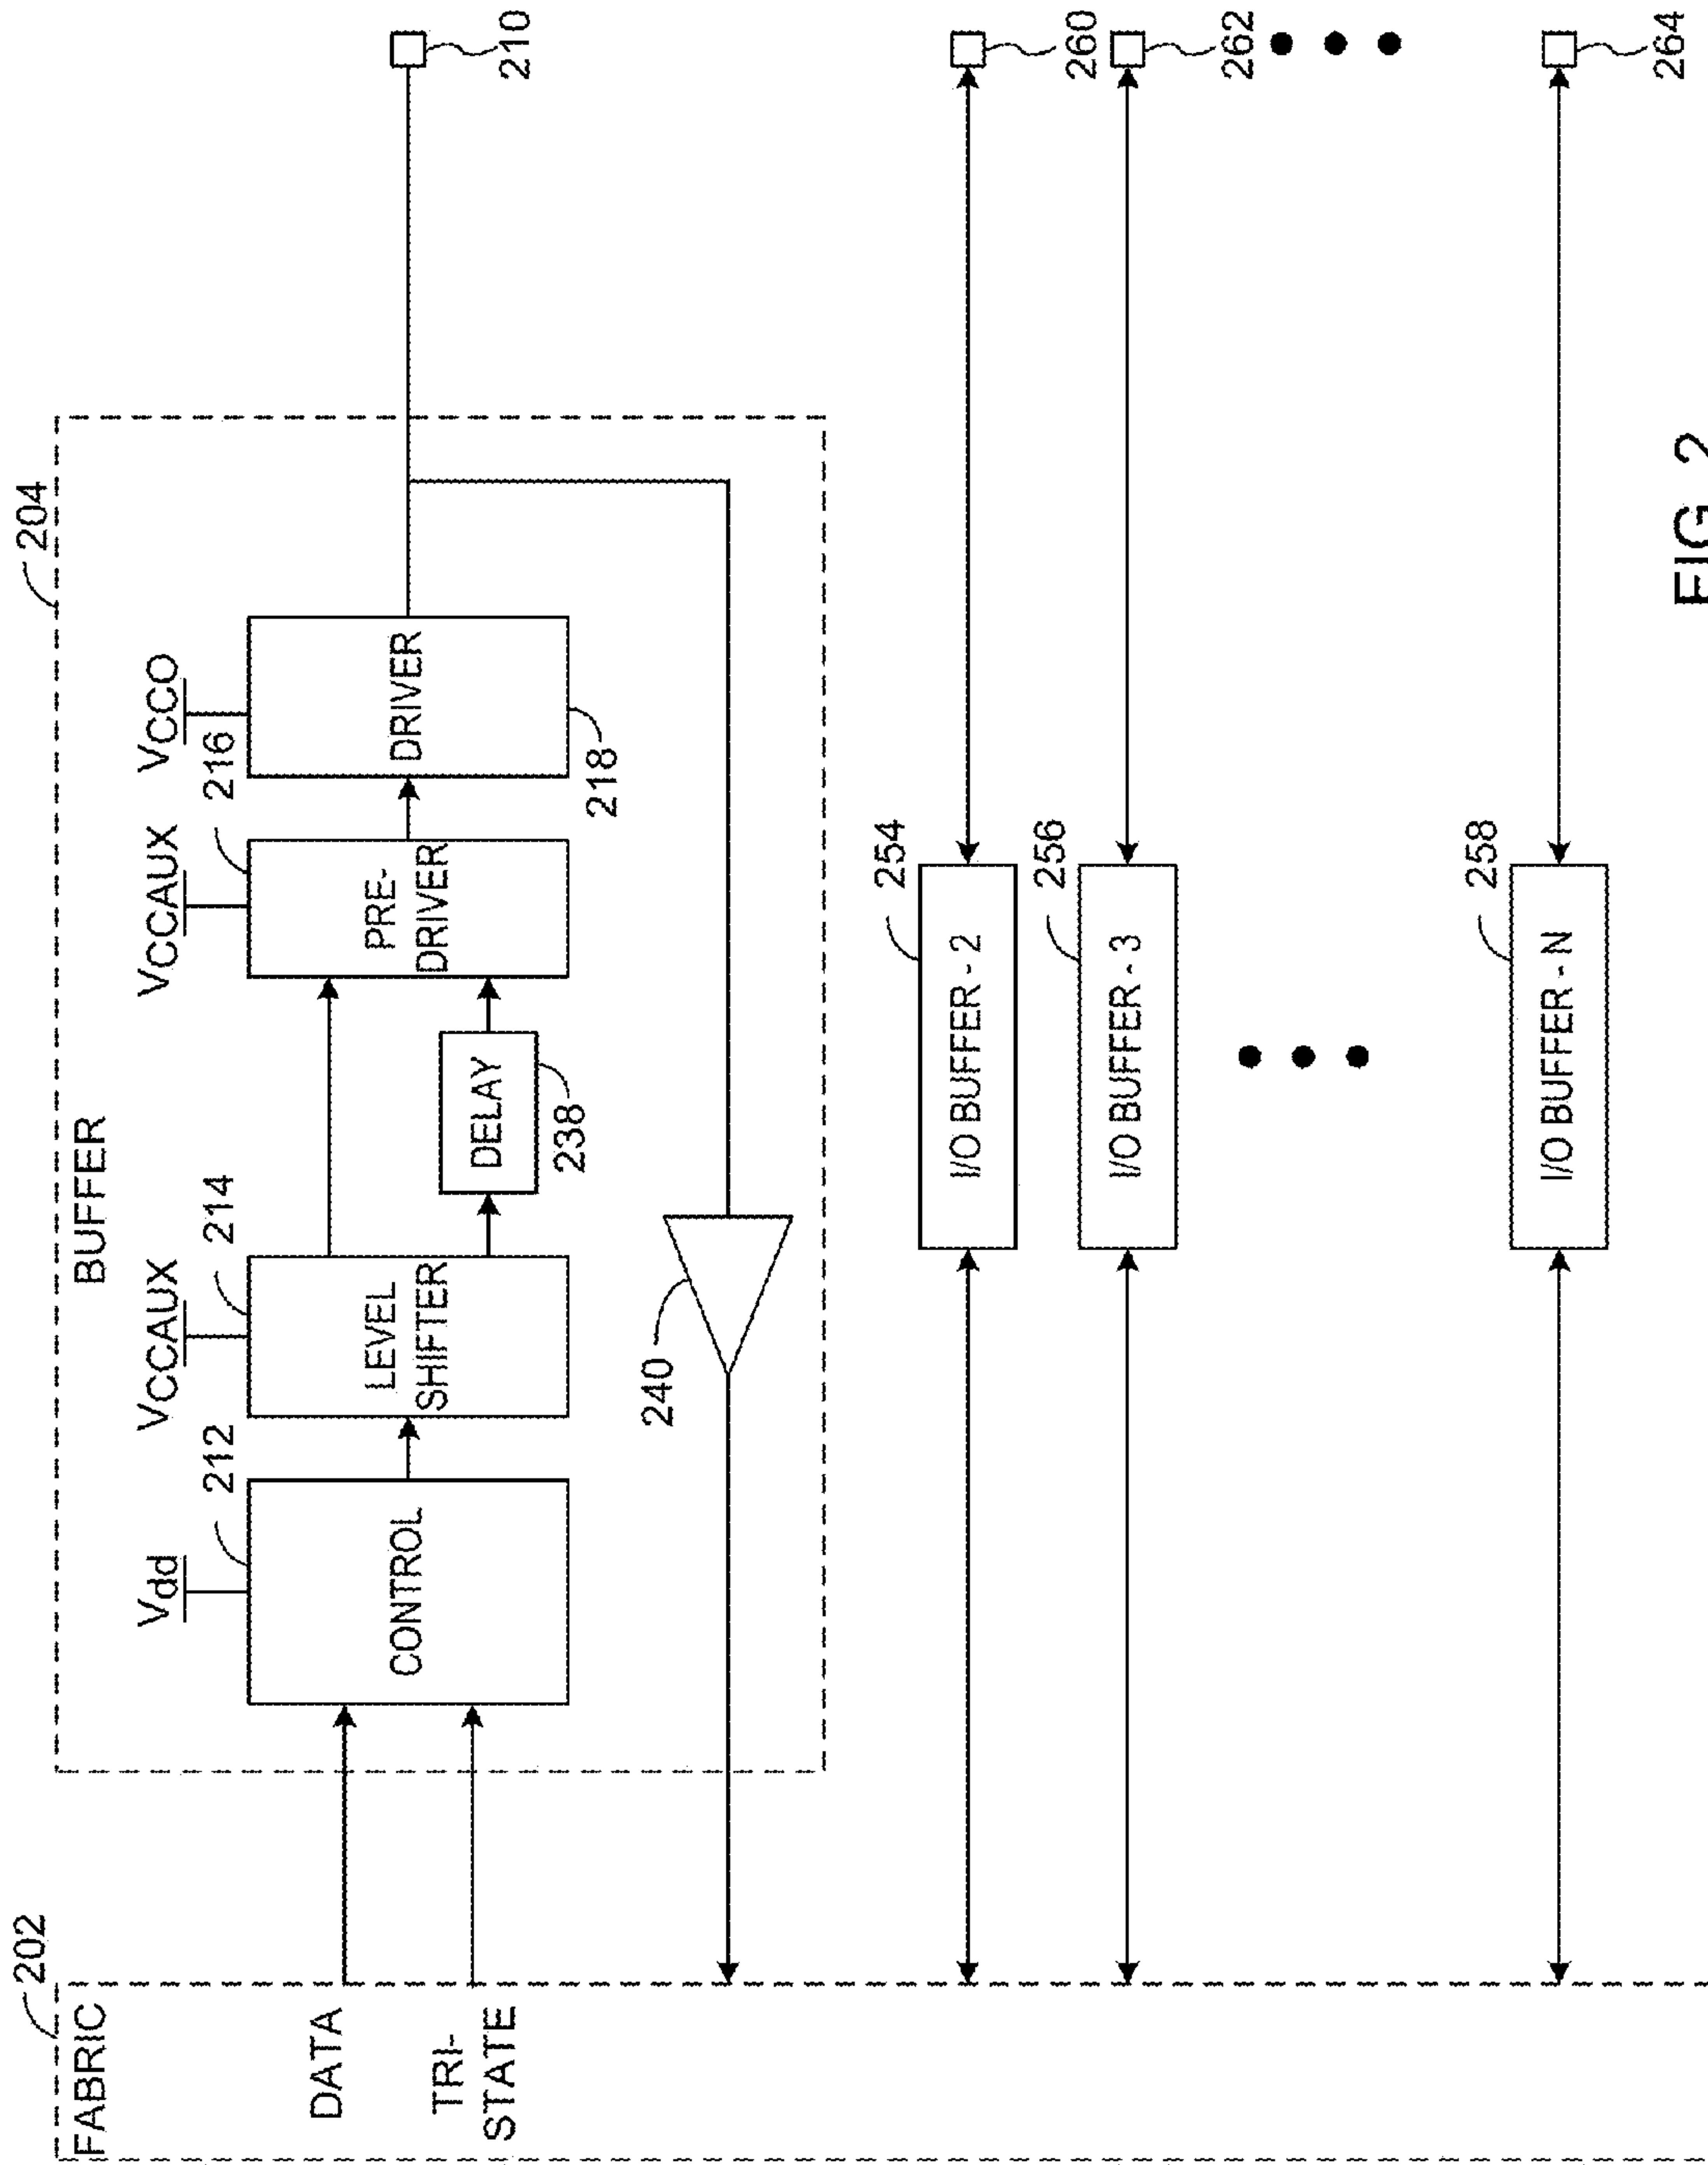 202
FABRIC
DATA
TRI-
STATE
204
BUFFER
Vdd
212
CONTROL
VCCAUX
214
LEVEL
SHIFTER
DELAY
238
VCCAUX
216
PRE-
DRIVER
VCCO
DRIVER
218
210
240
254
I/O BUFFER - 2
260
256
I/O BUFFER - 3
262
258
I/O BUFFER - N
264
FIG. 2